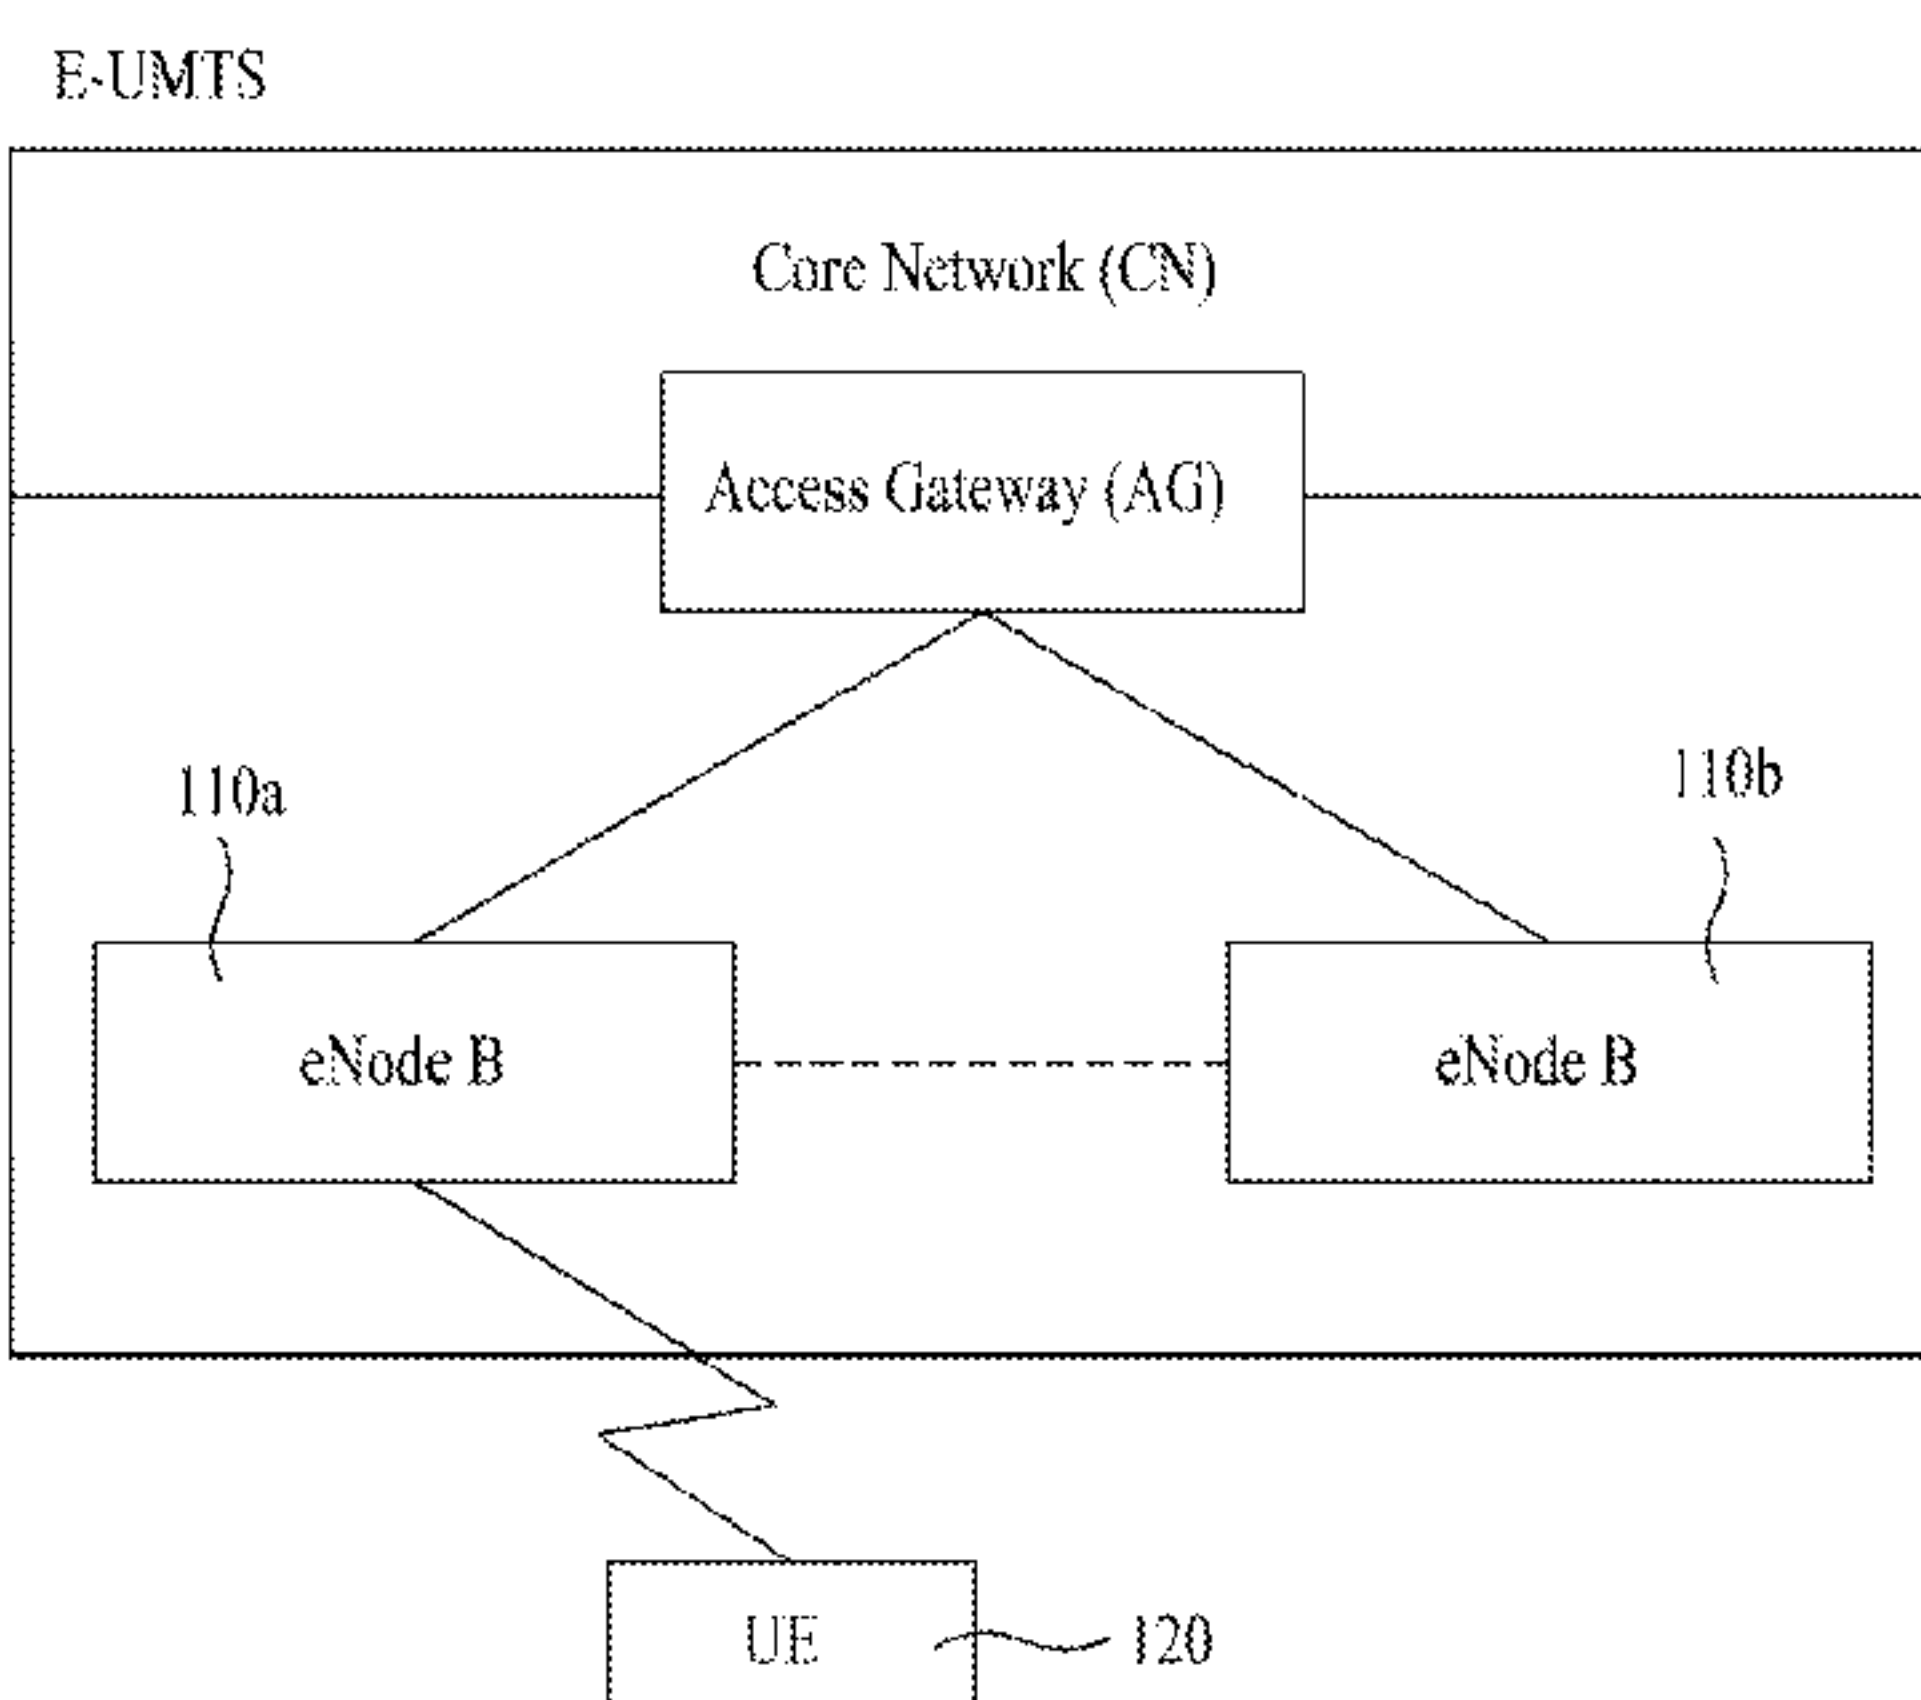 E-UMTS
Core Network (CN)
Access Gateway (AG)
110a
110b
eNode B
eNode B
UE
120